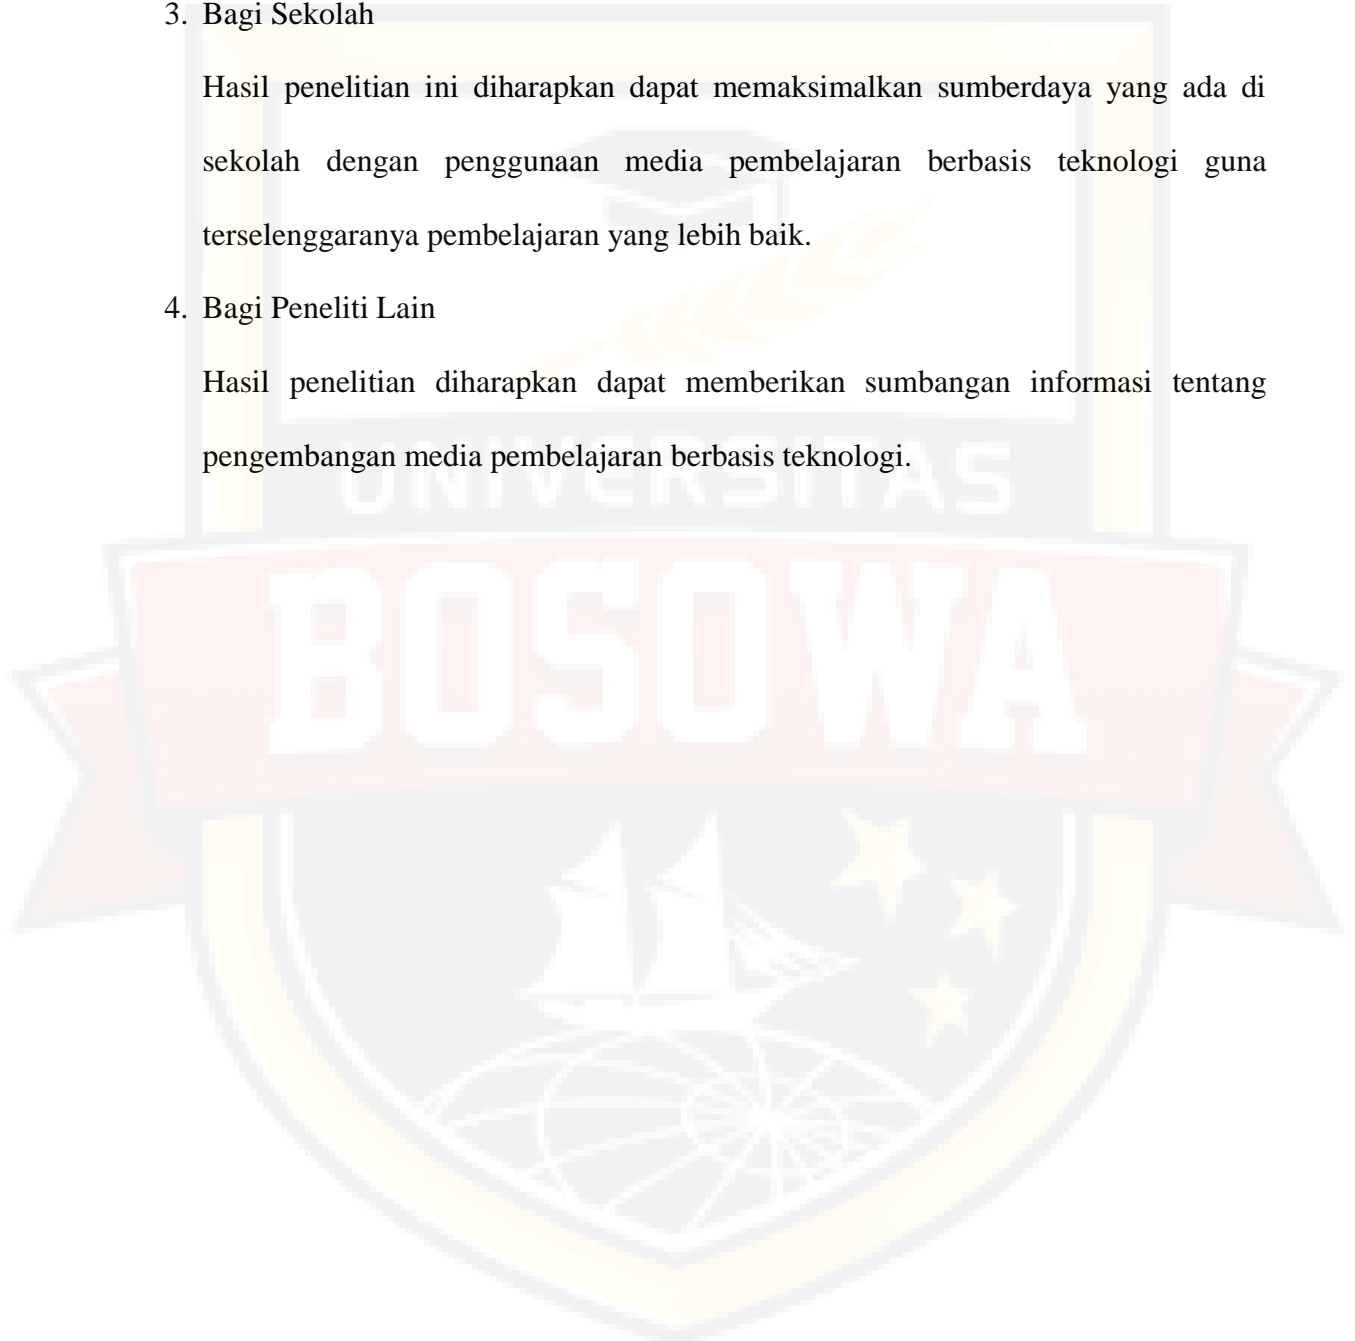 3. Bagi Sekolah
Hasil penelitian ini diharapkan dapat memaksimalkan sumberdaya yang ada di
sekolah dengan penggunaan media pembelajaran berbasis teknologi guna
terselenggaranya pembelajaran yang lebih baik.
4. Bagi Peneliti Lain
Hasil penelitian diharapkan dapat memberikan sumbangan informasi tentang
pengembangan media pembelajaran berbasis teknologi.
UNIVERSITAS
BOSOWA